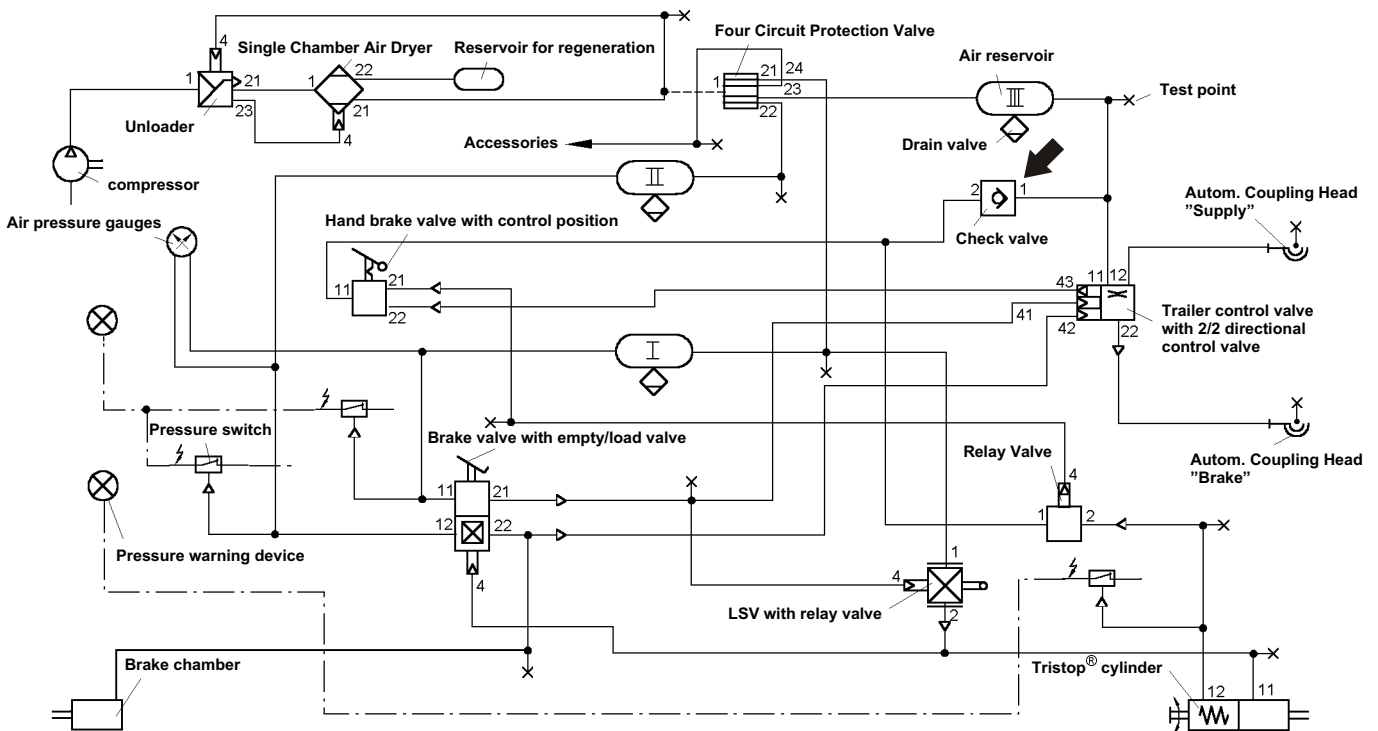 4
Single Chamber Air Dryer
Reservoir for regeneration
Four Circuit Protection Valve
Air reservoir
1
21
23
Unloader
1
22
21
4
1
21
24
23
22
III
Test point
Accessories
Drain valve
compressor
II
2
1
Check valve
Autom. Coupling Head
”Supply”
Air pressure gauges
Hand brake valve with control position
11
21
22
43
11
12
41
42
22
Trailer control valve
with 2/2 directional
control valve
I
Pressure switch
Brake valve with empty/load valve
Relay Valve
Autom. Coupling Head
”Brake”
11
21
12
22
4
4
1
2
Pressure warning device
1
4
LSV with relay valve
2
Brake chamber
Tristop® cylinder
12
11